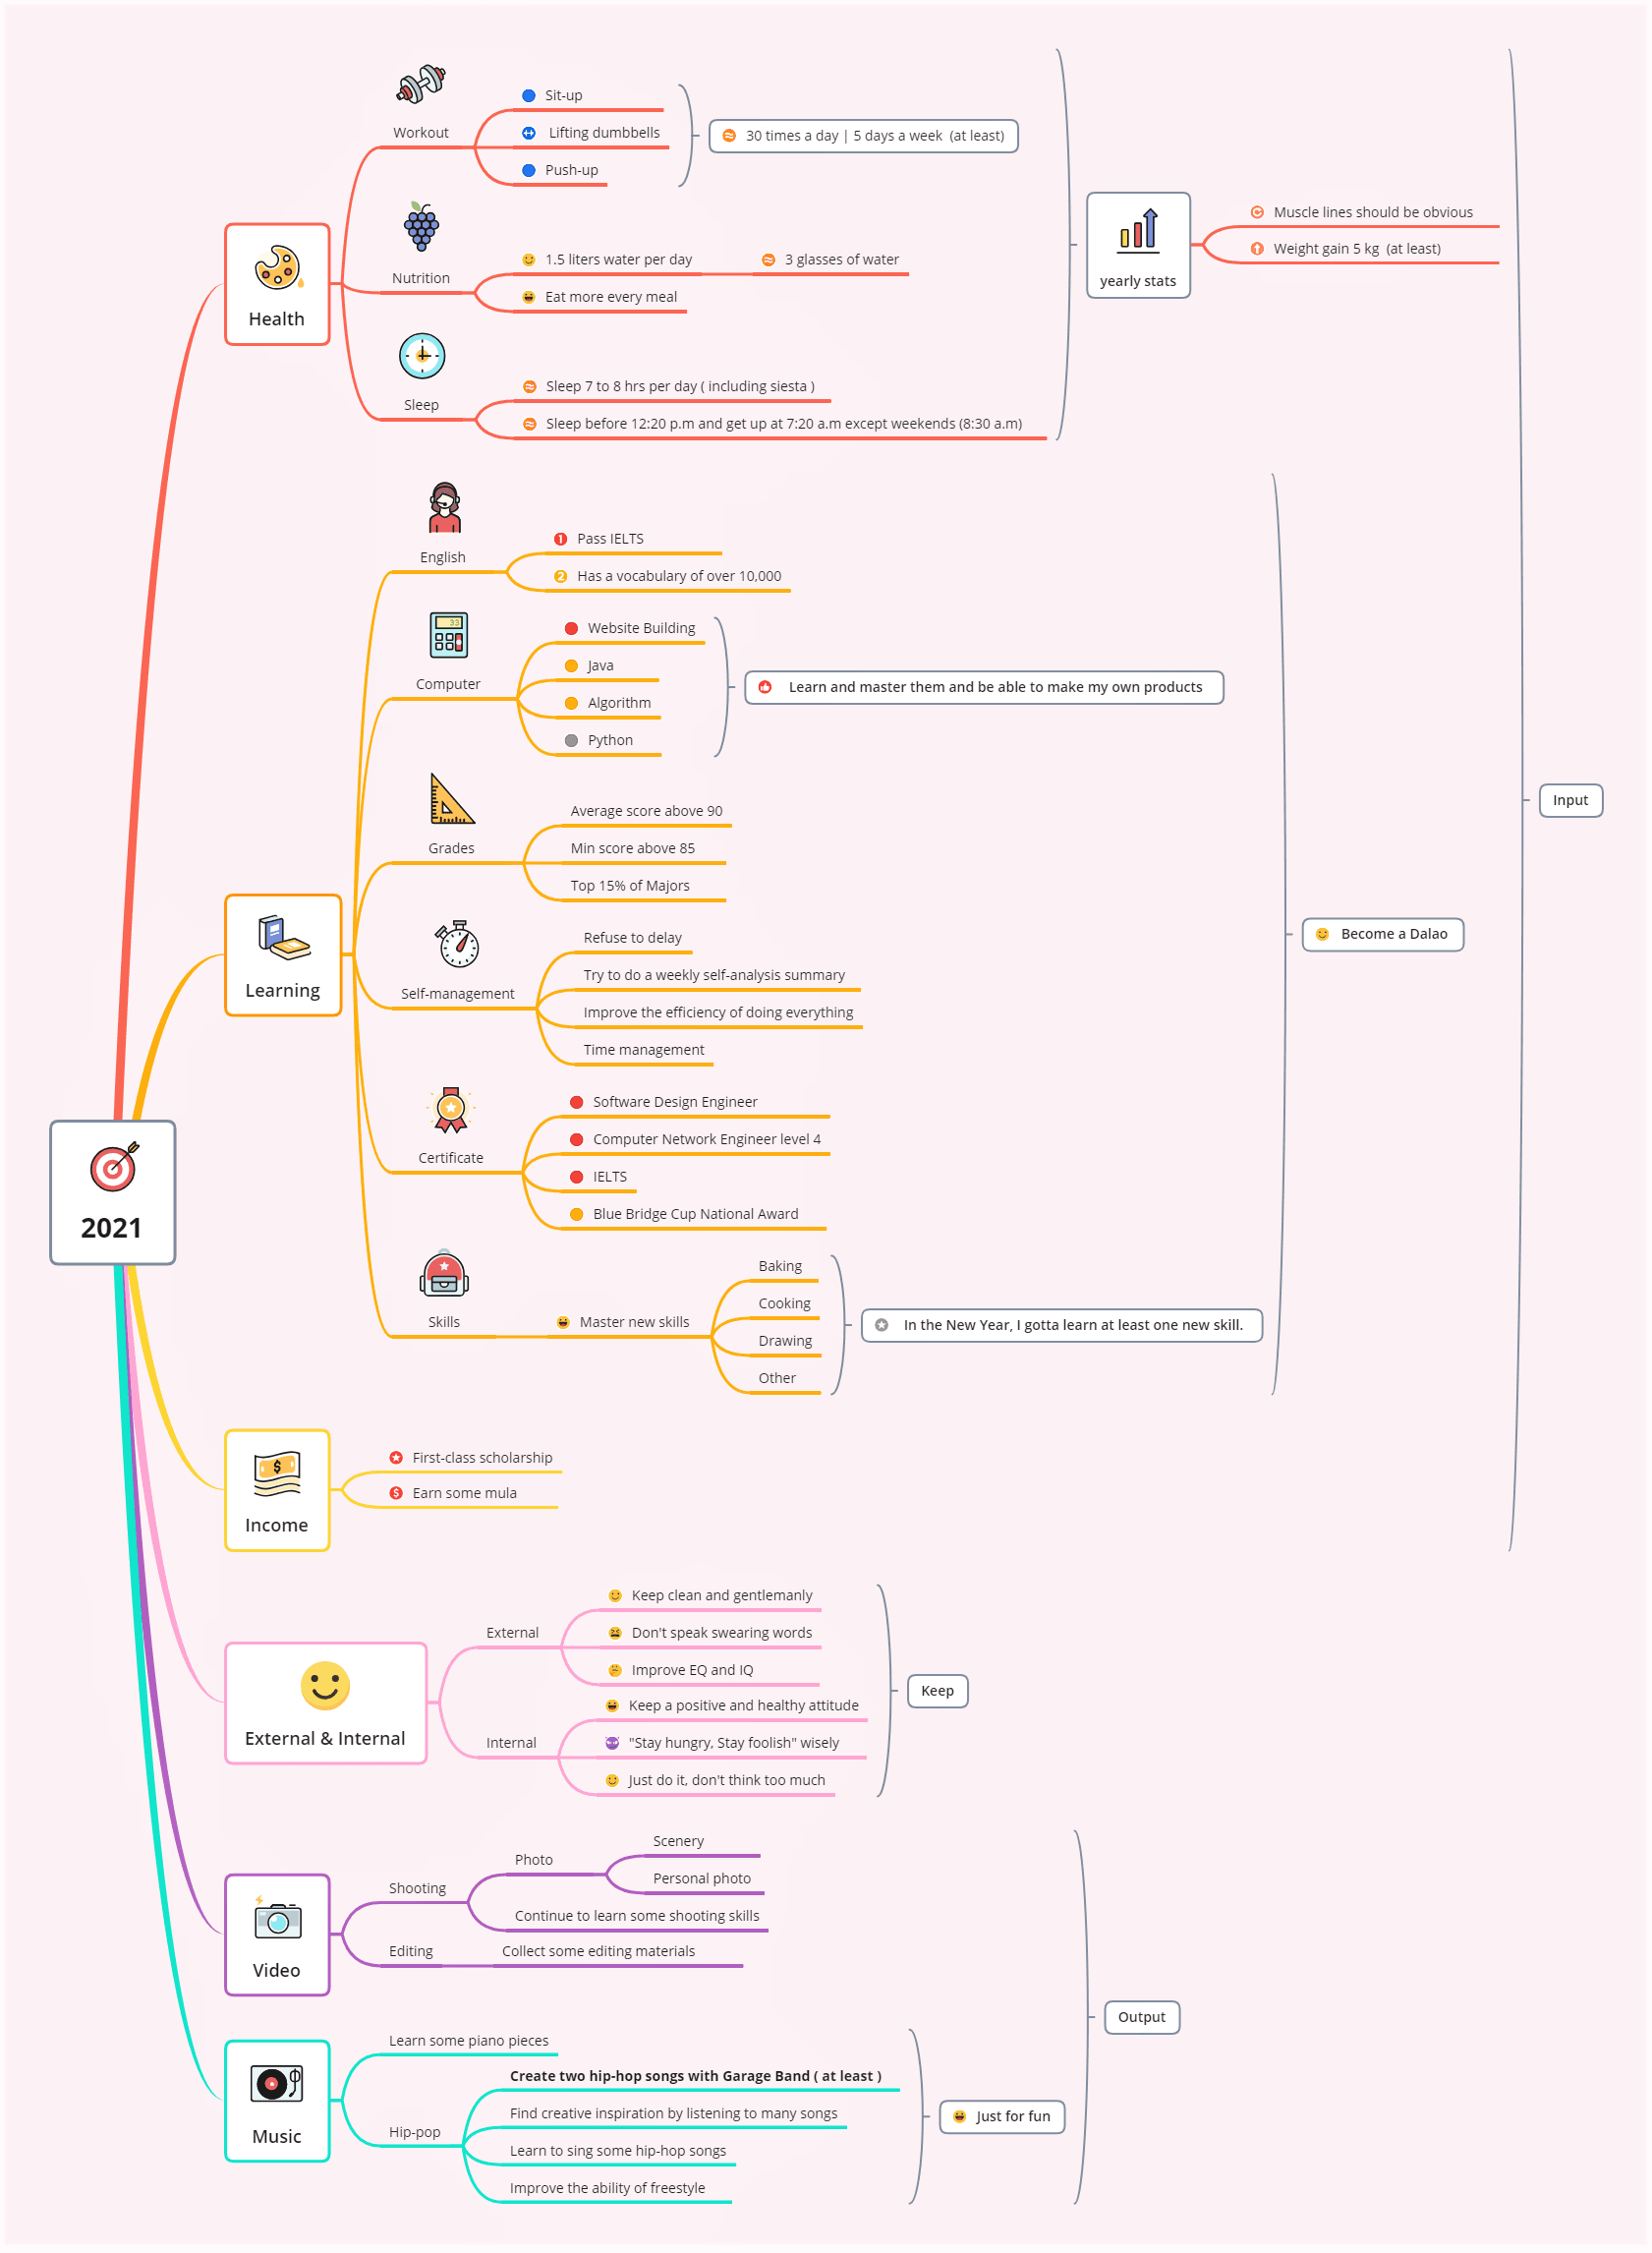 2021
Health
Workout
Sit-up
Lifting dumbbells
Push-up
30 times a day | 5 days a week (at least)
Nutrition
1.5 liters water per day
3 glasses of water
Eat more every meal
Sleep
Sleep 7 to 8 hrs per day ( including siesta )
Sleep before 12:20 p.m and get up at 7:20 a.m except weekends (8:30 a.m)
yearly stats
Muscle lines should be obvious
Weight gain 5 kg (at least)
Learning
English
1 Pass IELTS
2 Has a vocabulary of over 10,000
33
Computer
Website Building
Java
Algorithm
Python
Learn and master them and be able to make my own products
Grades
Average score above 90
Min score above 85
Top 15% of Majors
Self-management
Refuse to delay
Try to do a weekly self-analysis summary
Improve the efficiency of doing everything
Time management
Certificate
Software Design Engineer
Computer Network Engineer level 4
IELTS
Blue Bridge Cup National Award
Skills
Master new skills
Baking
Cooking
Drawing
Other
In the New Year, I gotta learn at least one new skill.
Become a Dalao
$
Income
First-class scholarship
$ Earn some mula
Input
External & Internal
External
Keep clean and gentlemanly
Don't speak swearing words
Improve EQ and IQ
Internal
Keep a positive and healthy attitude
"Stay hungry, Stay foolish" wisely
Just do it, don't think too much
Keep
Video
Shooting
Photo
Scenery
Personal photo
Continue to learn some shooting skills
Editing
Collect some editing materials
Music
Learn some piano pieces
Hip-pop
Create two hip-hop songs with Garage Band ( at least )
Find creative inspiration by listening to many songs
Learn to sing some hip-hop songs
Improve the ability of freestyle
Just for fun
Output